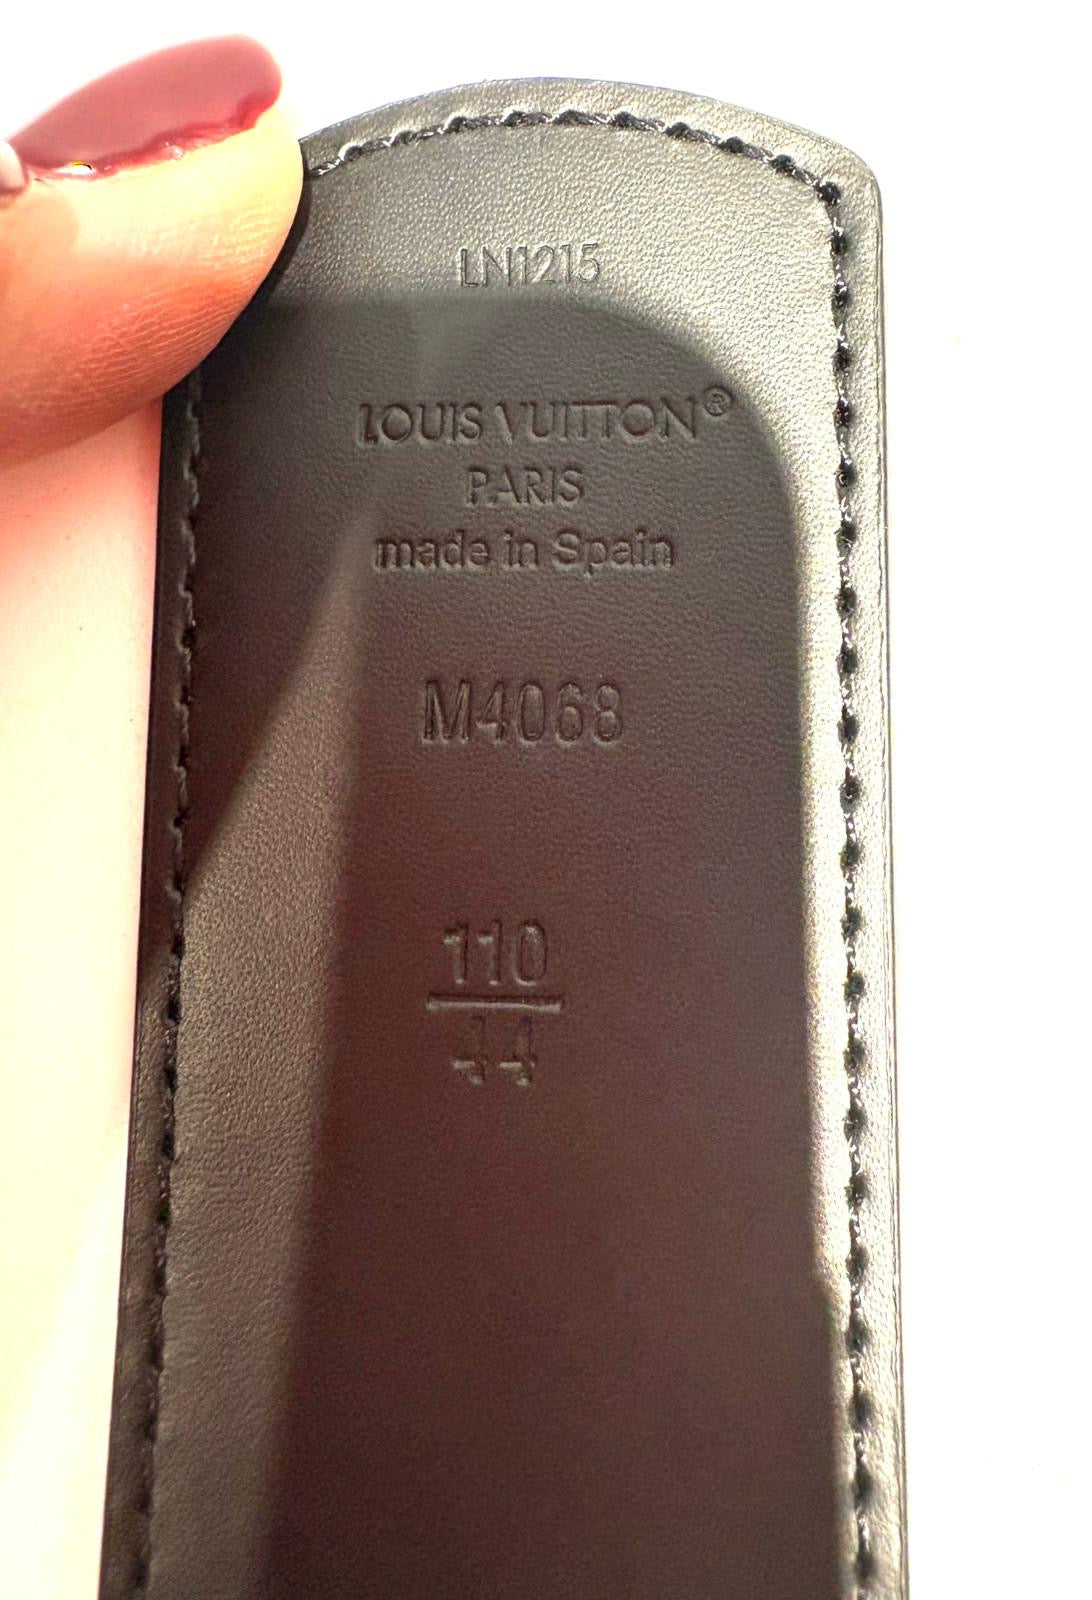 LN1215
LOUIS VUITTON®
PARIS
made in Spain
M4068
110
44